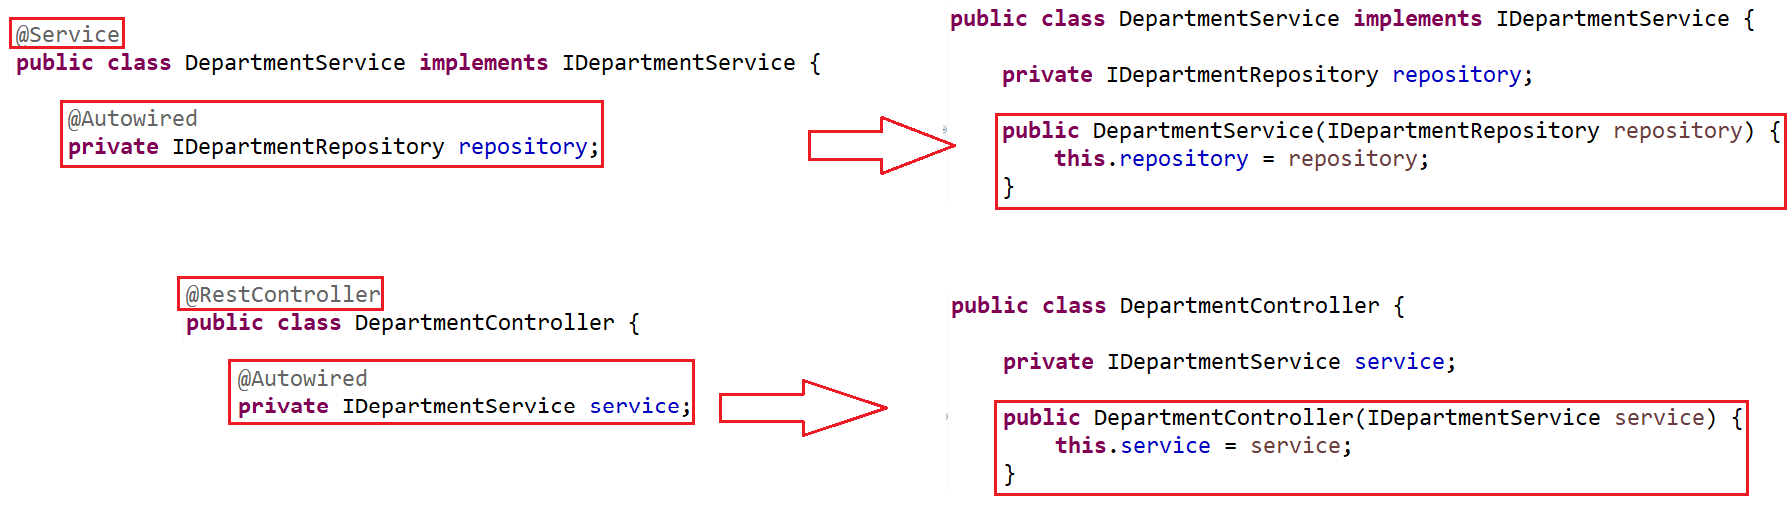 @Service
public class DepartmentService implements IDepartmentService {
@Autowired
private IDepartmentRepository repository;
public class DepartmentService implements IDepartmentService {
private IDepartmentRepository repository;
public DepartmentService(IDepartmentRepository repository) {
this.repository = repository;
}
@RestController
public class DepartmentController {
@Autowired
private IDepartmentService service;
public class DepartmentController {
private IDepartmentService service;
public DepartmentController(IDepartmentService service) {
this.service = service;
}